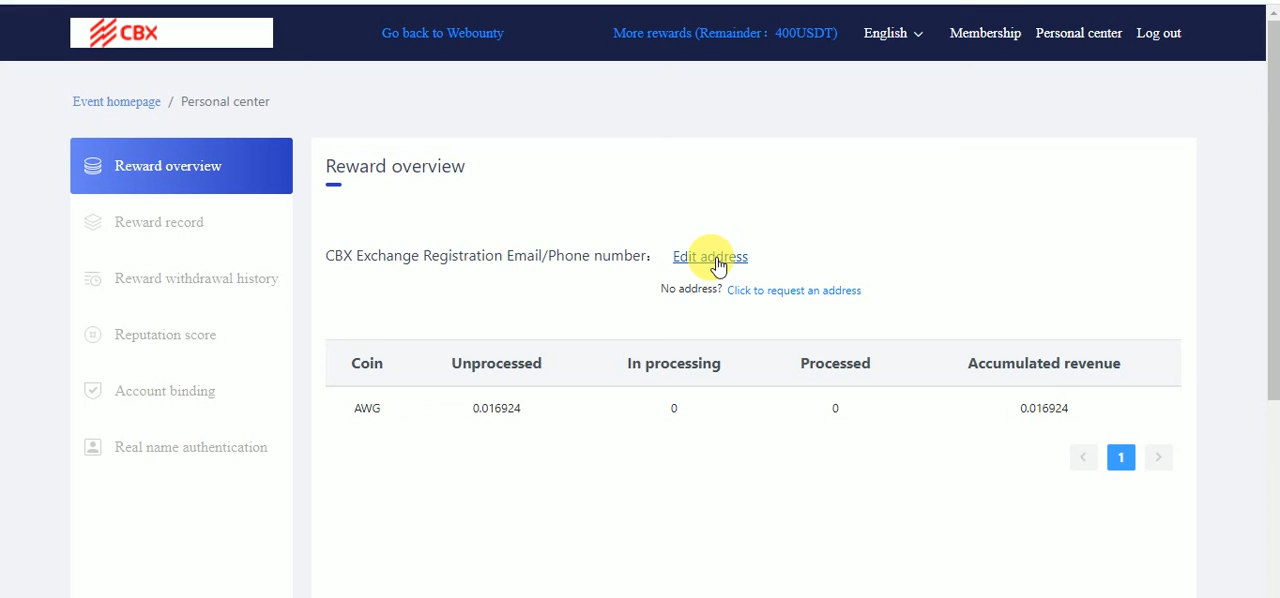 CBX
Go back to Webounty
More rewards (Remainder： 400USDT)
English
Membership
Personal center
Log out
Event homepage / Personal center
Reward overview
Reward record
Reward withdrawal history
Reputation score
Account binding
Real name authentication
Reward overview
CBX Exchange Registration Email/Phone number： Edit address
No address? Click to request an address
Coin Unprocessed In processing Processed Accumulated revenue
AWG 0.016924 0 0 0.016924
< 1 >